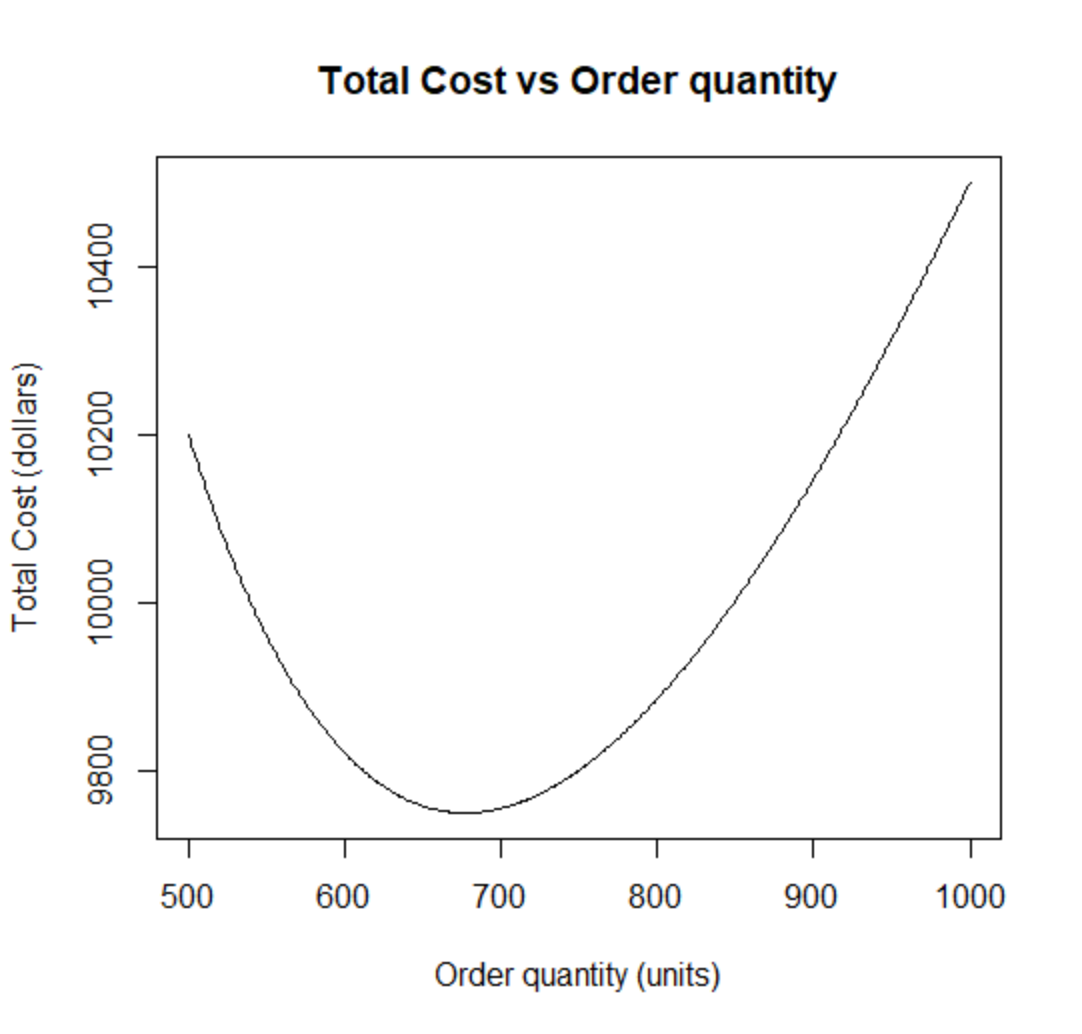 Total Cost vs Order quantity
Total Cost (dollars)
10400
10200
10000
9800
500 600 700 800 900 1000
Order quantity (units)